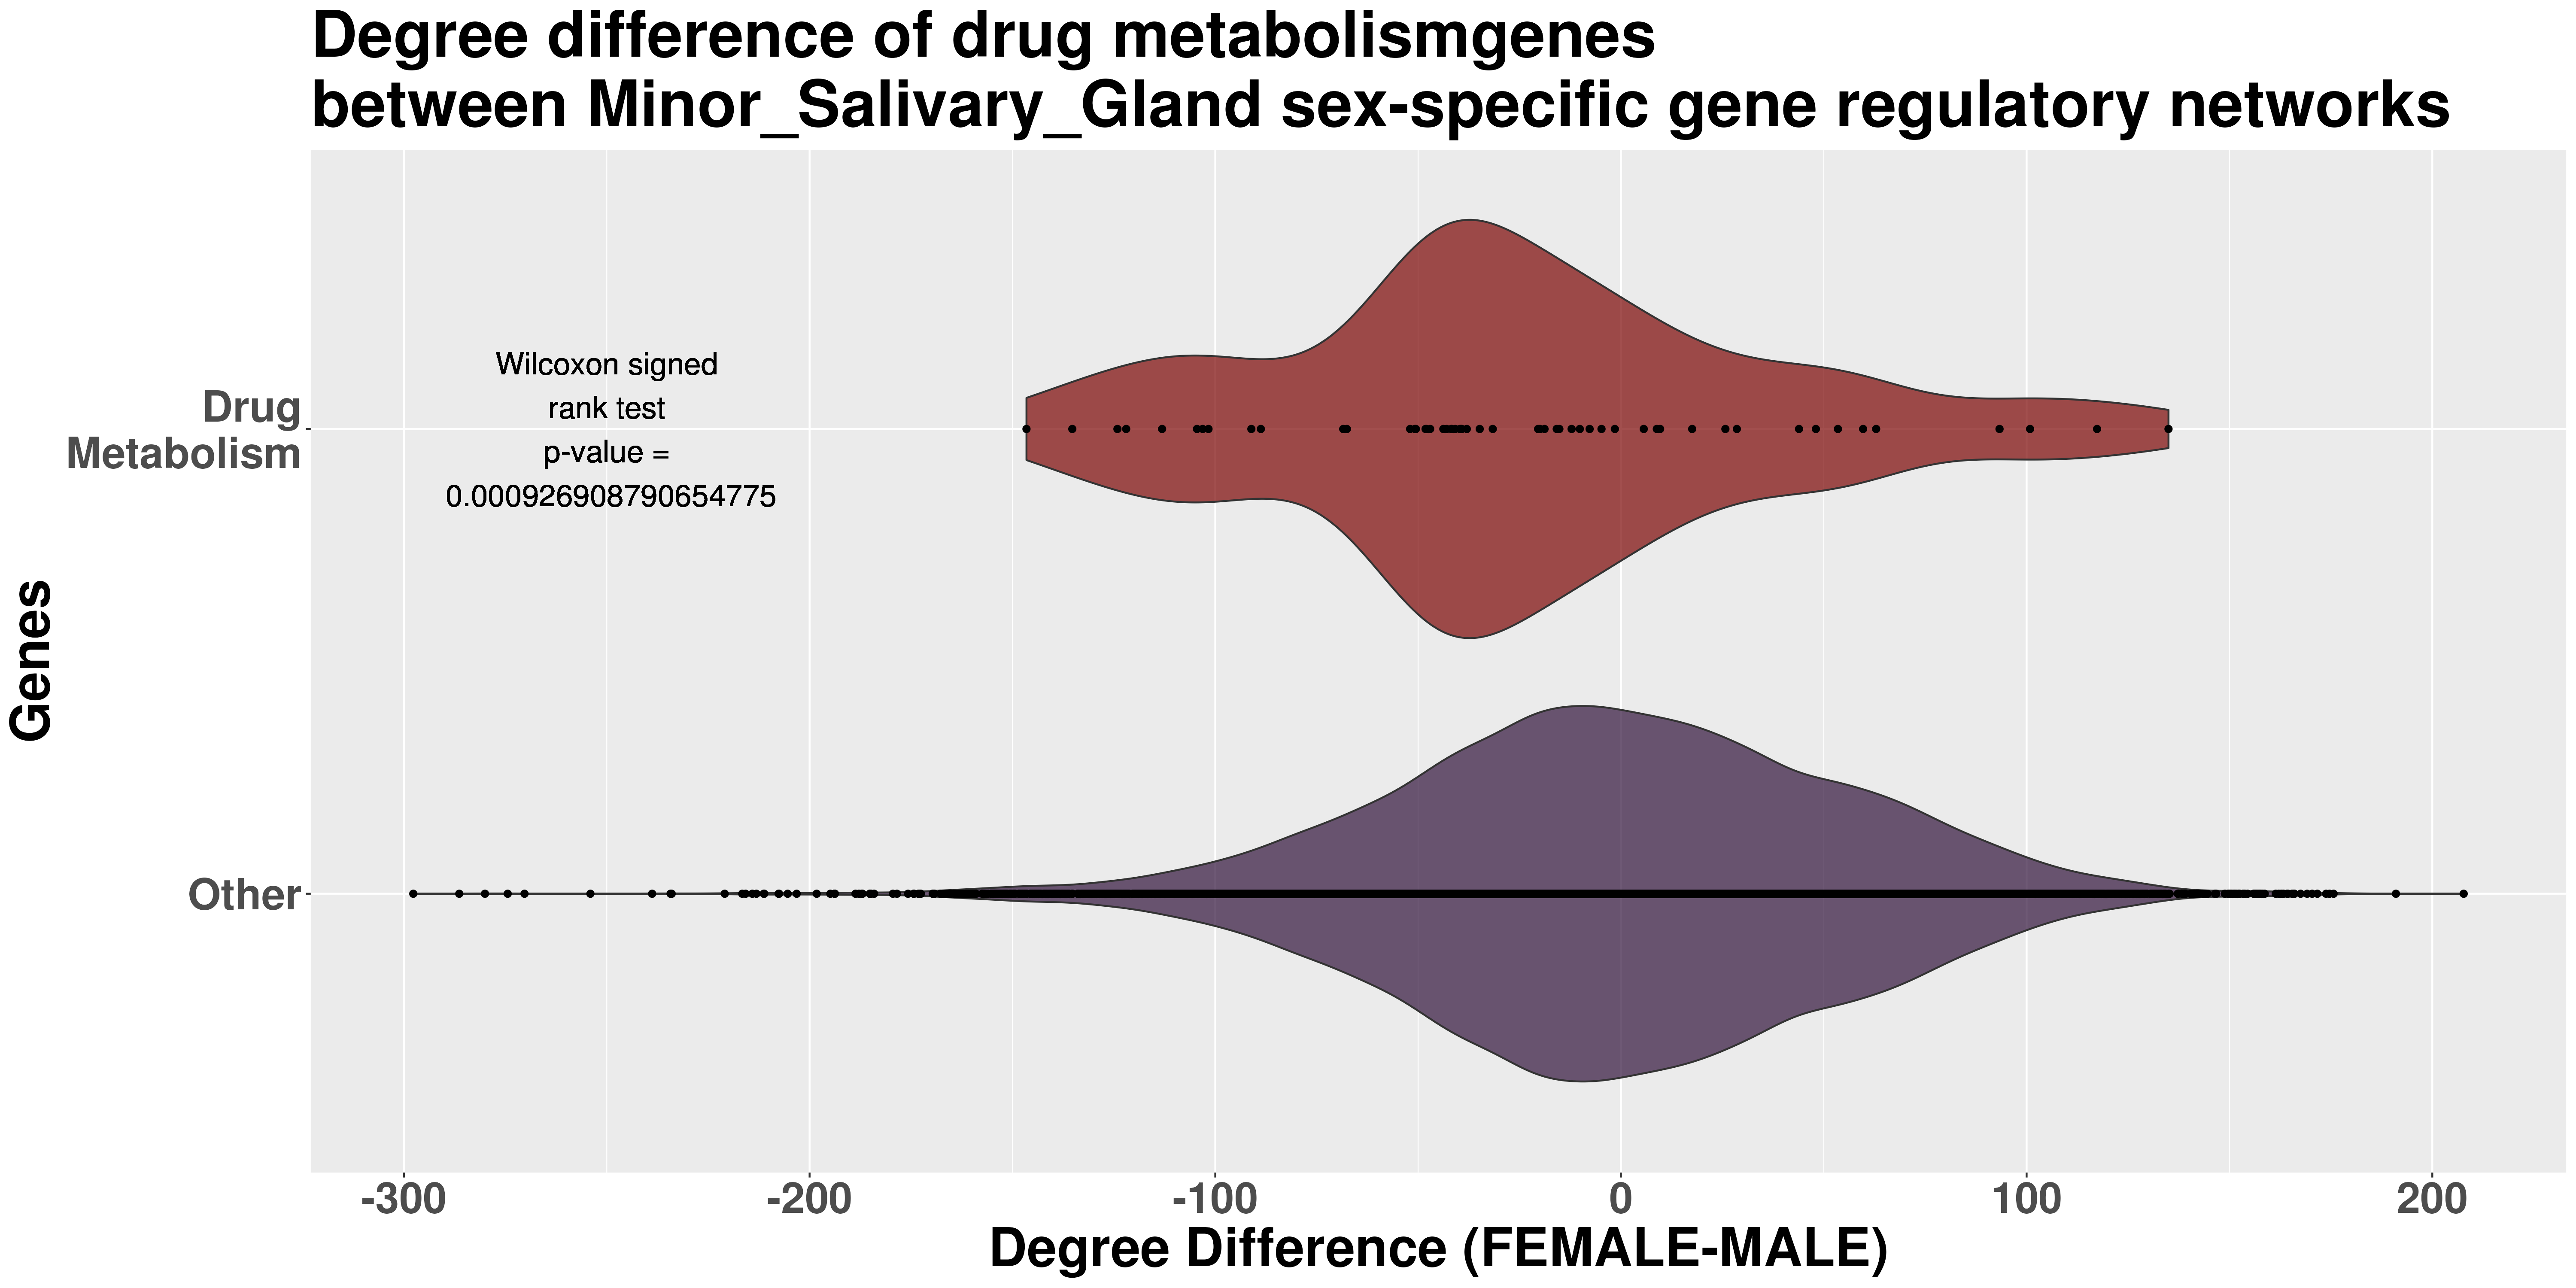 Degree difference of drug metabolismgenes
between Minor_Salivary_Gland sex-specific gene regulatory networks
Genes
Drug
Metabolism
Other
Wilcoxon signed
rank test
p-value =
0.000926908790654775
-300
-200
-100
0
100
200
Degree Difference (FEMALE-MALE)